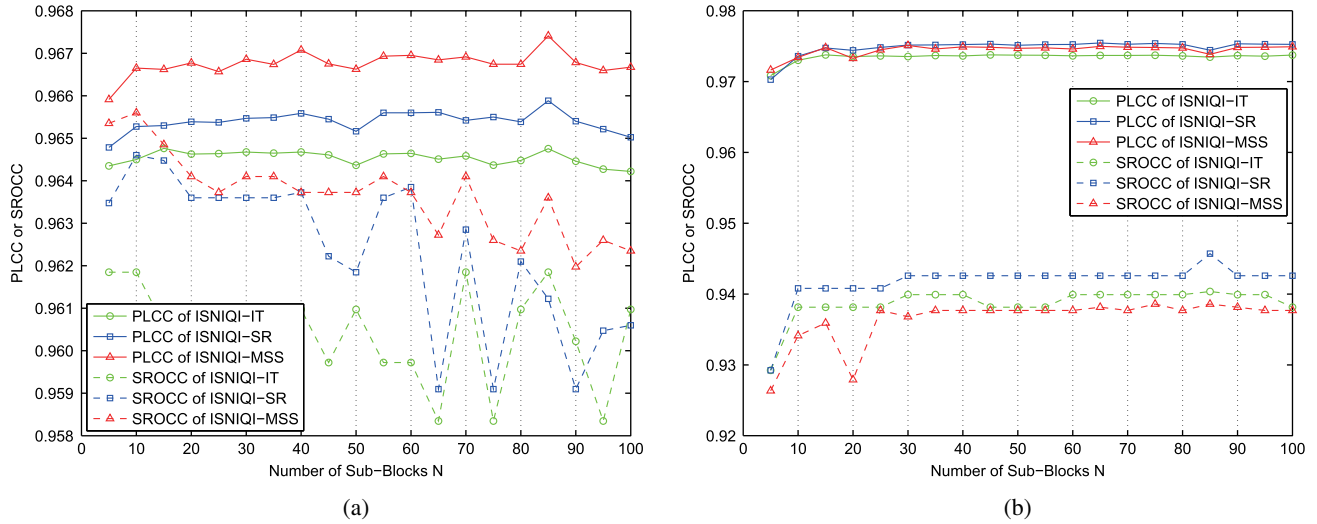 0.968
0.967
0.966
0.965
0.964
0.963
0.962
0.961
0.960
0.959
0.958
PLCC or SROCC
0 10 20 30 40 50 60 70 80 90 100
Number of Sub-Blocks N
PLCC of ISNIQI-IT
PLCC of ISNIQI-SR
PLCC of ISNIQI-MSS
SROCC of ISNIQI-IT
SROCC of ISNIQI-SR
SROCC of ISNIQI-MSS
(a)
0.98
0.97
0.96
0.95
0.94
0.93
0.92
PLCC or SROCC
0 10 20 30 40 50 60 70 80 90 100
Number of Sub-Blocks N
PLCC of ISNIQI-IT
PLCC of ISNIQI-SR
PLCC of ISNIQI-MSS
SROCC of ISNIQI-IT
SROCC of ISNIQI-SR
SROCC of ISNIQI-MSS
(b)